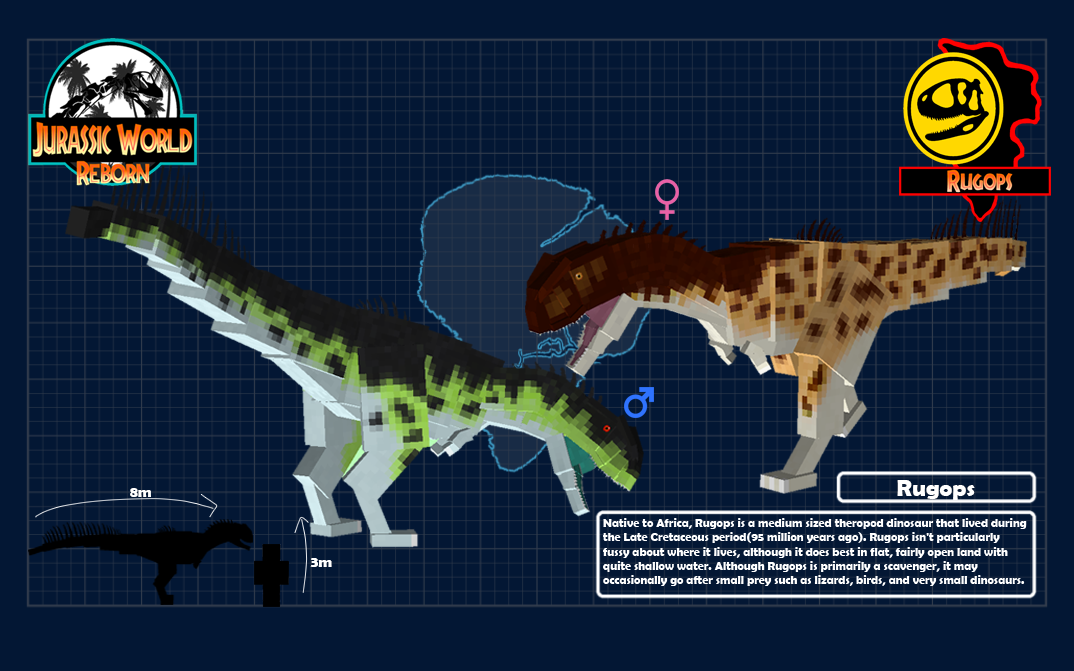 JURASSIC WORLD
REBORN
RUGOPS
♀
♂
8m
3m
Rugops
Native to Africa, Rugops is a medium sized theropod dinosaur that lived during
the Late Cretaceous period(95 million years ago). Rugops isn't particularly
fussy about where it lives, although it does best in flat, fairly open land with
quite shallow water. Although Rugops is primarily a scavenger, it may
occasionally go after small prey such as lizards, birds, and very small dinosaurs.